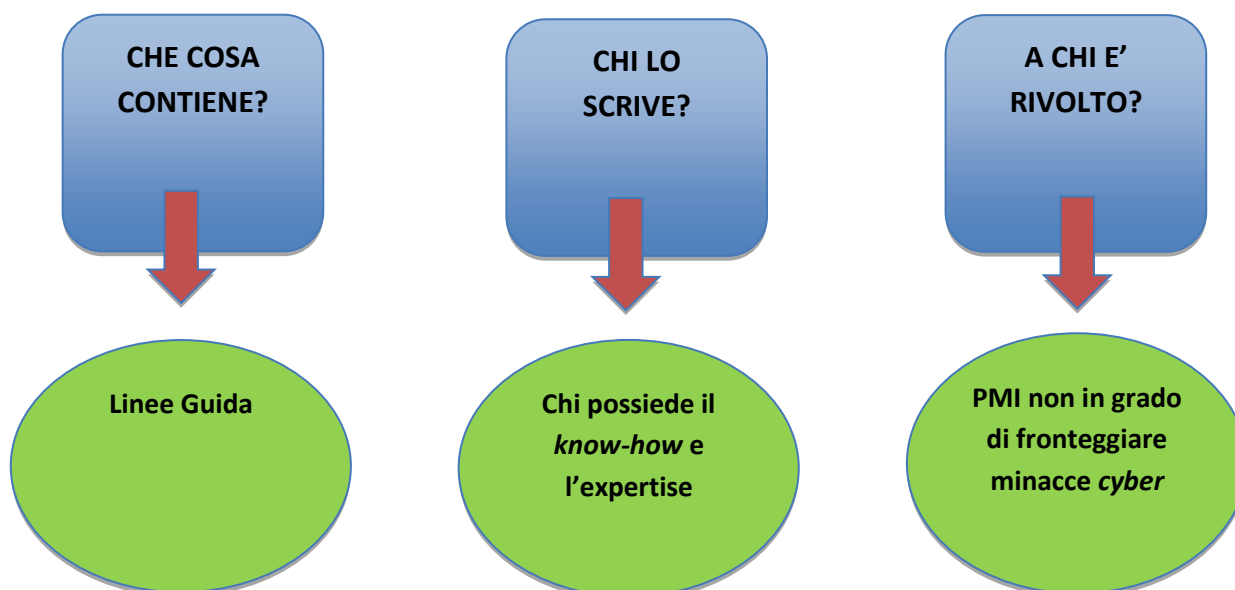 CHE COSA
CONTIENE?
Linee Guida
CHI LO
SCRIVE?
Chi possiede il
know-how e
l’expertise
A CHI E’
RIVOLTO?
PMI non in grado
di fronteggiare
minacce cyber